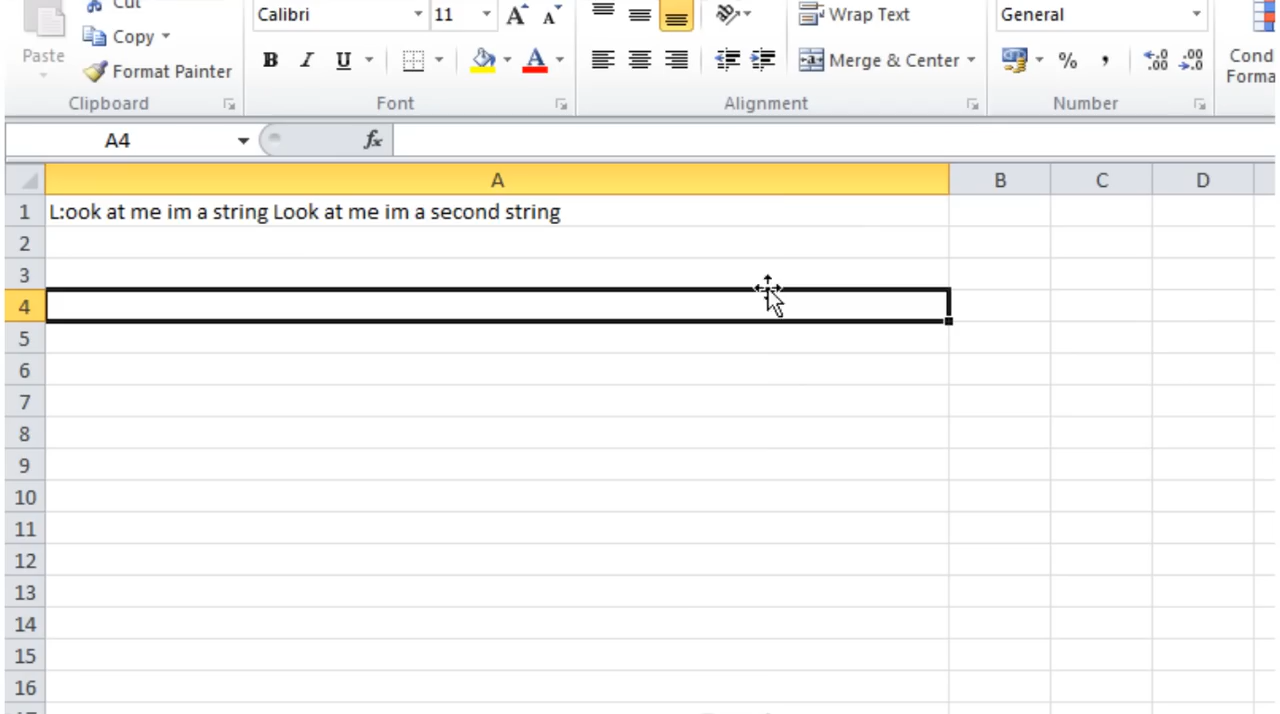 Cut
Calibri 11 A A Wrap Text General
Paste Copy
Format Painter B I U A Merge & Center % , .00 .00 Cond
Forma
Clipboard Font Alignment Number
A4 fx
A B C D
1 L:ook at me im a string Look at me im a second string
2
3
4
5
6
7
8
9
10
11
12
13
14
15
16